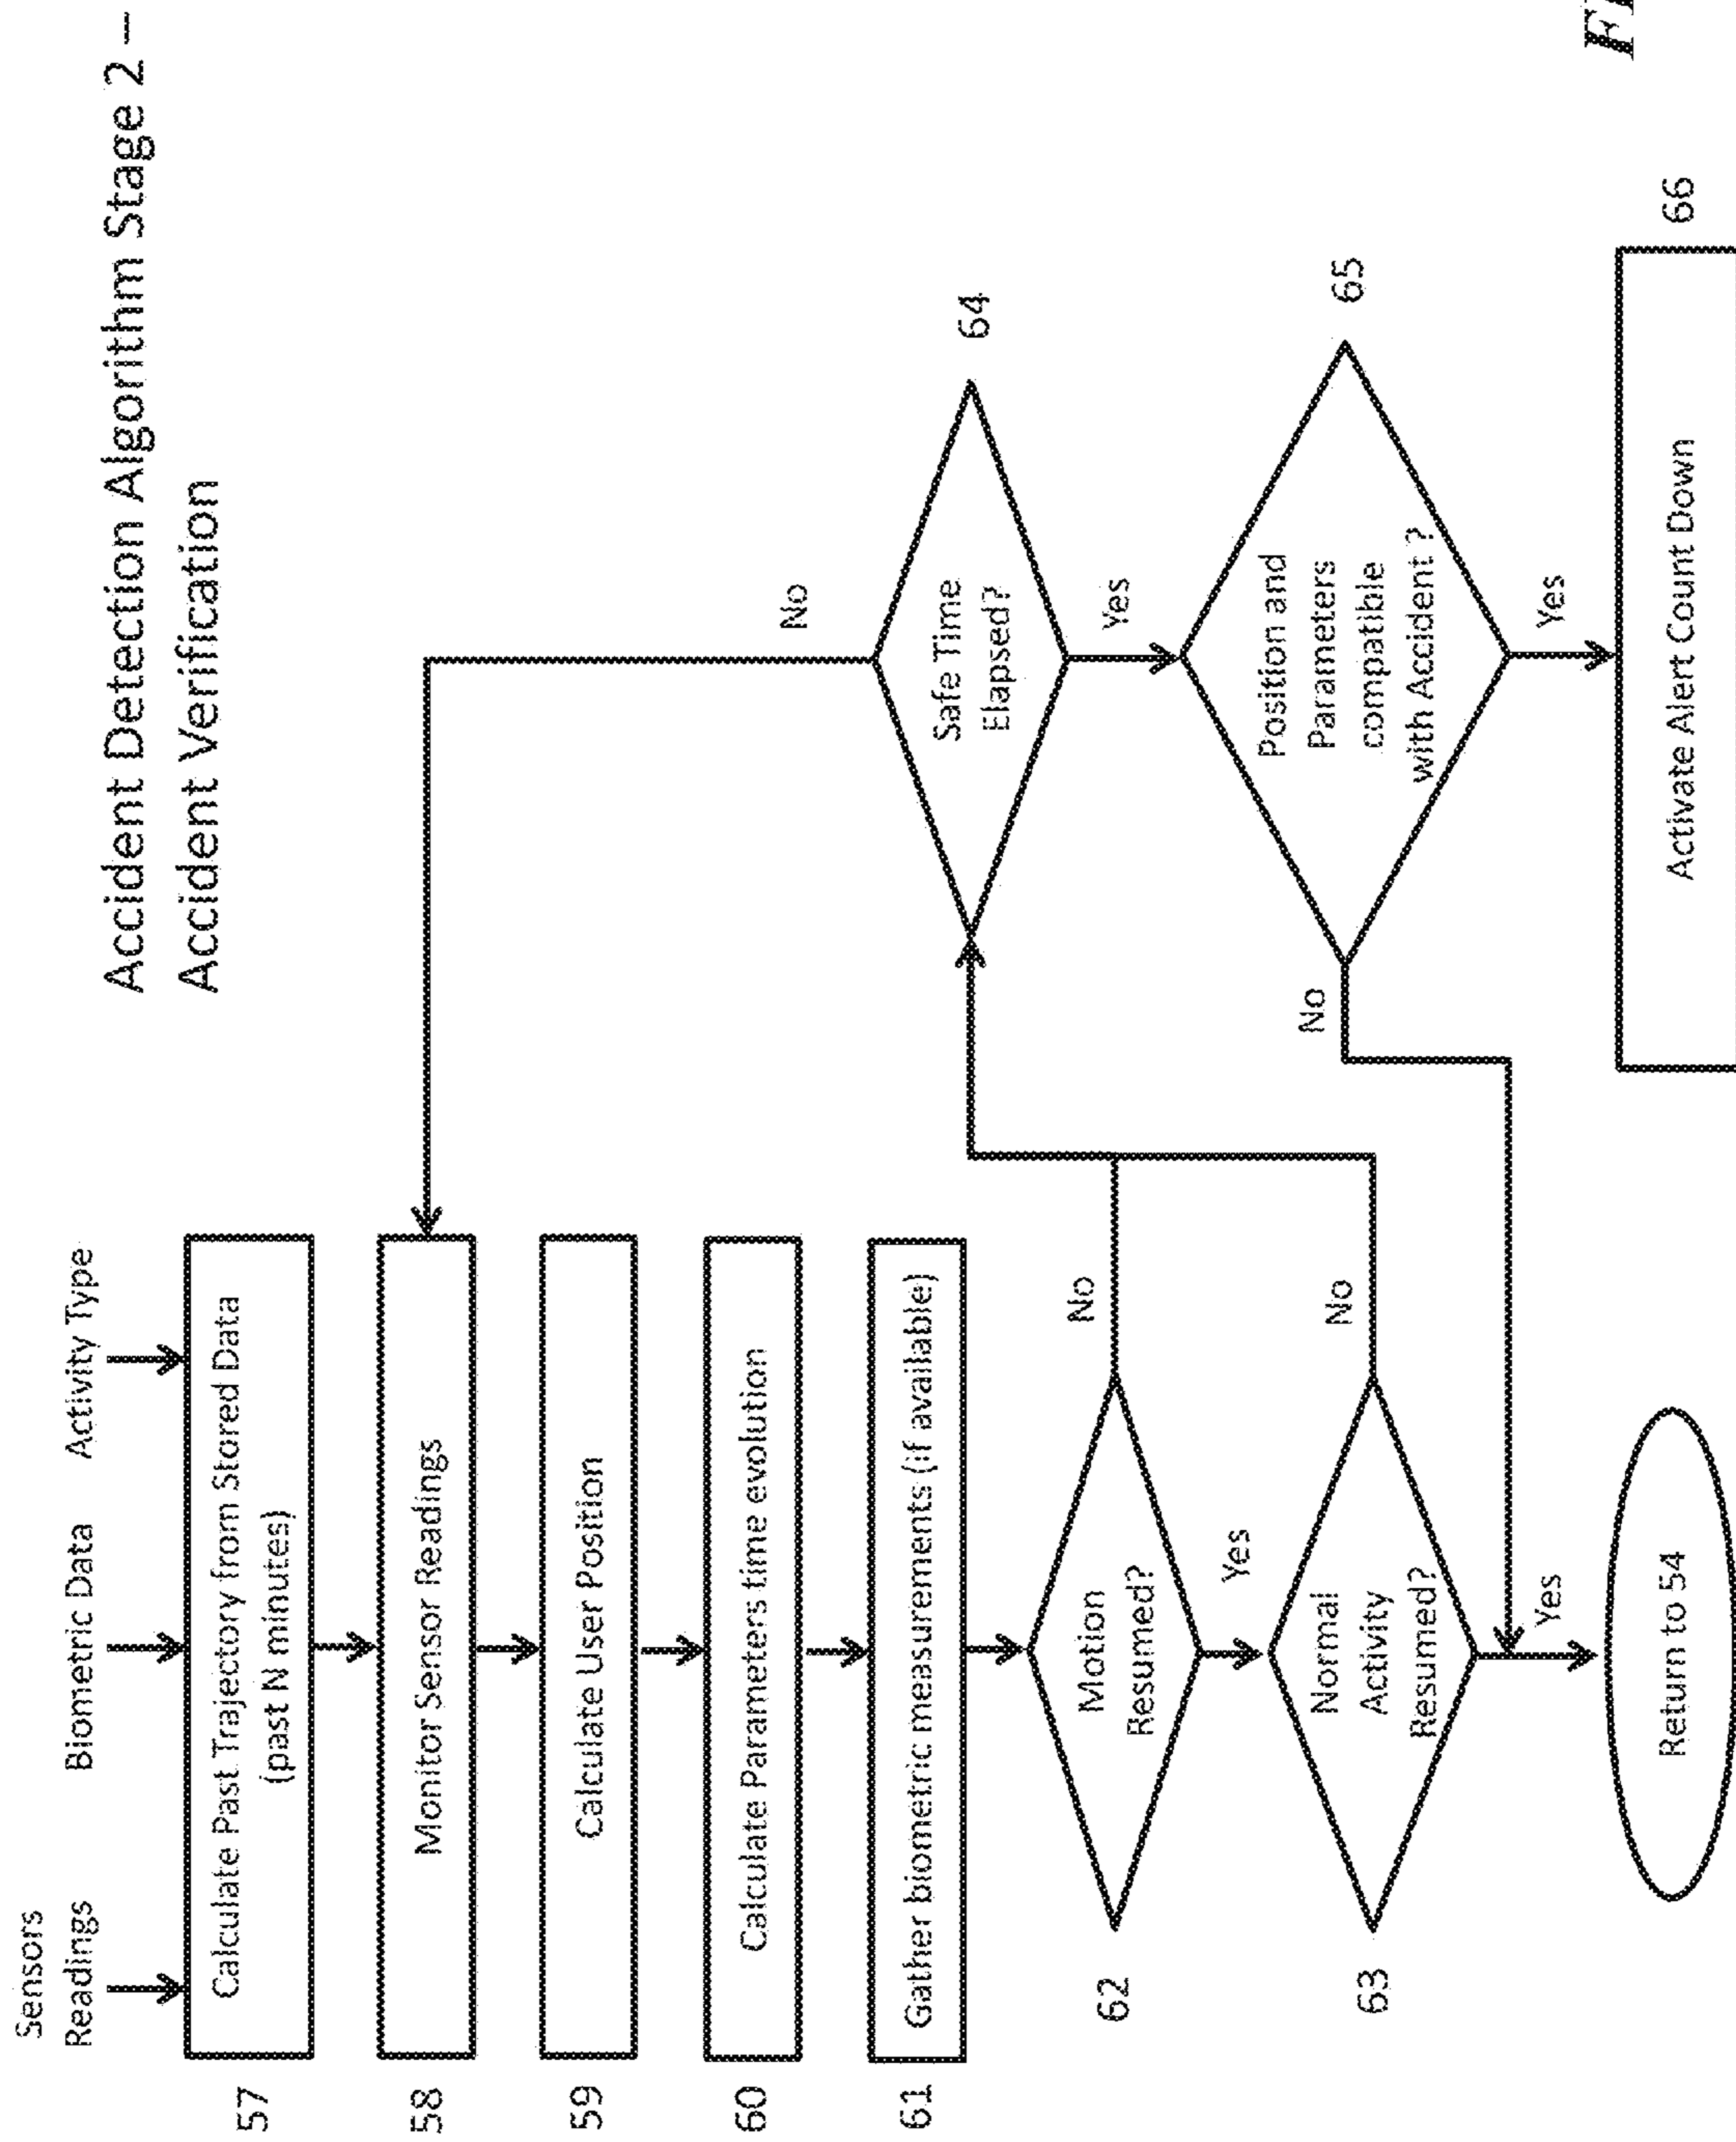 Accident Detection Algorithm Stage 2 –
Accident Verification
Sensors
Readings
Biometric Data
Activity Type
57
Calculate Past Trajectory from Stored Data
(past N minutes)
58
Monitor Sensor Readings
59
Calculate User Position
60
Calculate Parameters time evolution
61
Gather biometric measurements (if available)
62
Motion
Resumed?
No
Yes
63
Normal
Activity
Resumed?
No
Yes
Return to 54
64
Safe Time
Elapsed?
No
Yes
65
Position and
Parameters
compatible
with Accident ?
No
Yes
66
Activate Alert Count Down